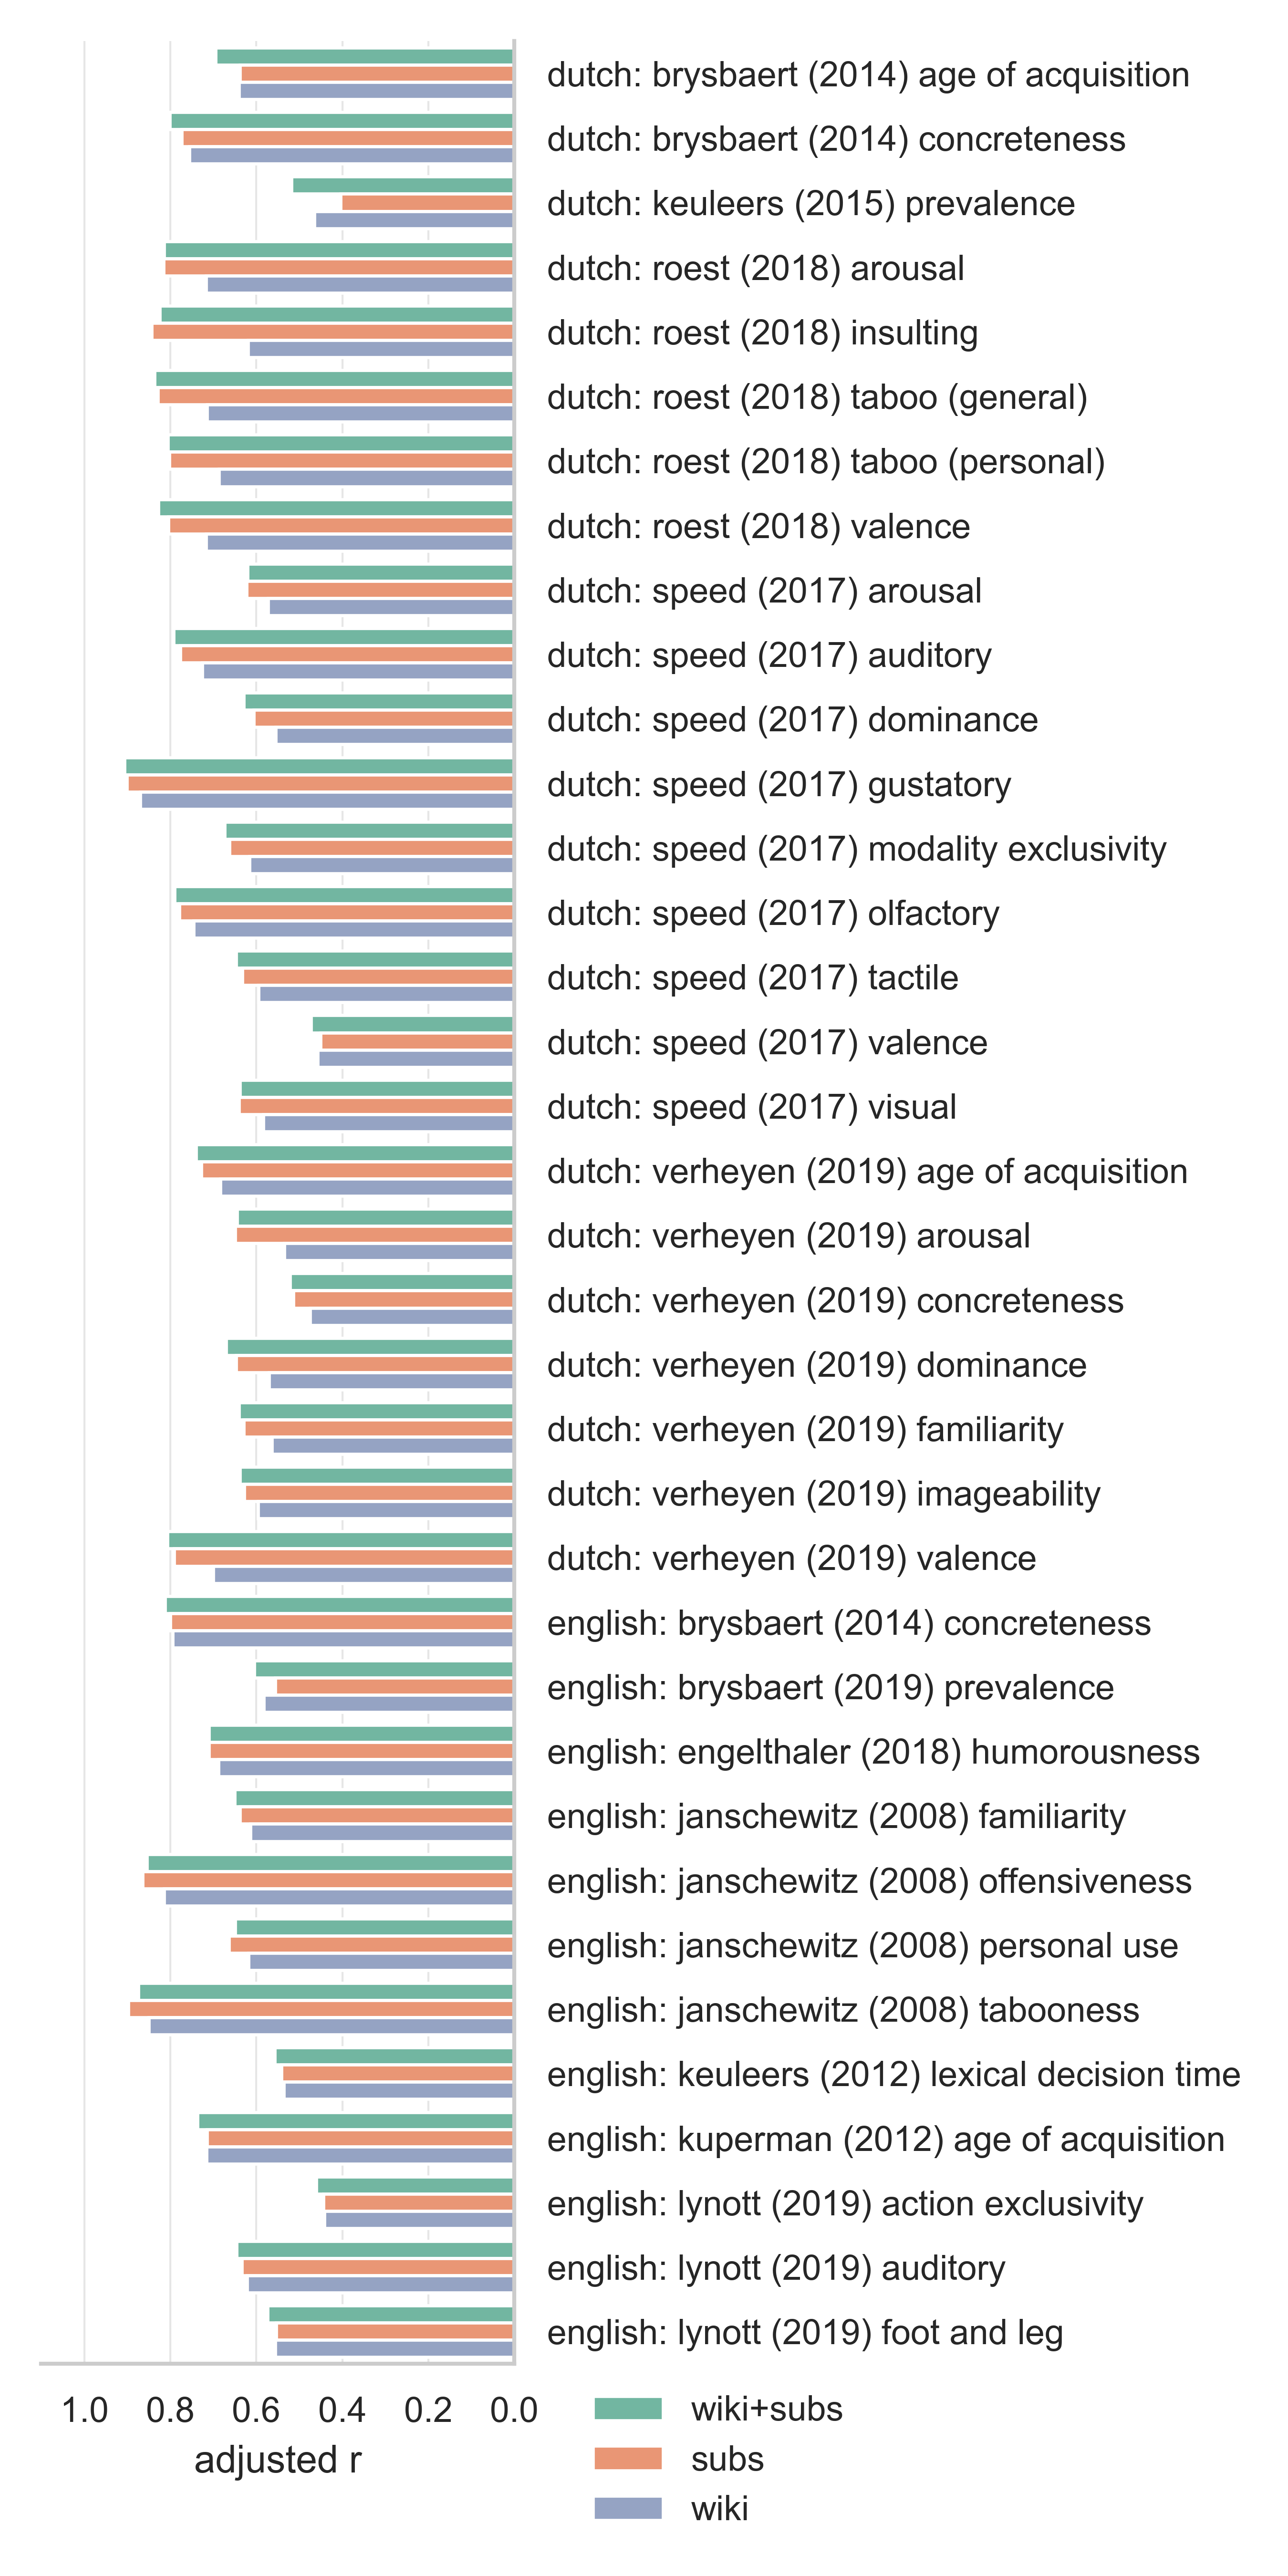 dutch: brysbaert (2014) age of acquisition
dutch: brysbaert (2014) concreteness
dutch: keuleers (2015) prevalence
dutch: roest (2018) arousal
dutch: roest (2018) insulting
dutch: roest (2018) taboo (general)
dutch: roest (2018) taboo (personal)
dutch: roest (2018) valence
dutch: speed (2017) arousal
dutch: speed (2017) auditory
dutch: speed (2017) dominance
dutch: speed (2017) gustatory
dutch: speed (2017) modality exclusivity
dutch: speed (2017) olfactory
dutch: speed (2017) tactile
dutch: speed (2017) valence
dutch: speed (2017) visual
dutch: verheyen (2019) age of acquisition
dutch: verheyen (2019) arousal
dutch: verheyen (2019) concreteness
dutch: verheyen (2019) dominance
dutch: verheyen (2019) familiarity
dutch: verheyen (2019) imageability
dutch: verheyen (2019) valence
english: brysbaert (2014) concreteness
english: brysbaert (2019) prevalence
english: engelthaler (2018) humorousness
english: janschewitz (2008) familiarity
english: janschewitz (2008) offensiveness
english: janschewitz (2008) personal use
english: janschewitz (2008) tabooness
english: keuleers (2012) lexical decision time
english: kuperman (2012) age of acquisition
english: lynott (2019) action exclusivity
english: lynott (2019) auditory
english: lynott (2019) foot and leg
1.0 0.8 0.6 0.4 0.2 0.0
adjusted r
wiki+subs
subs
wiki